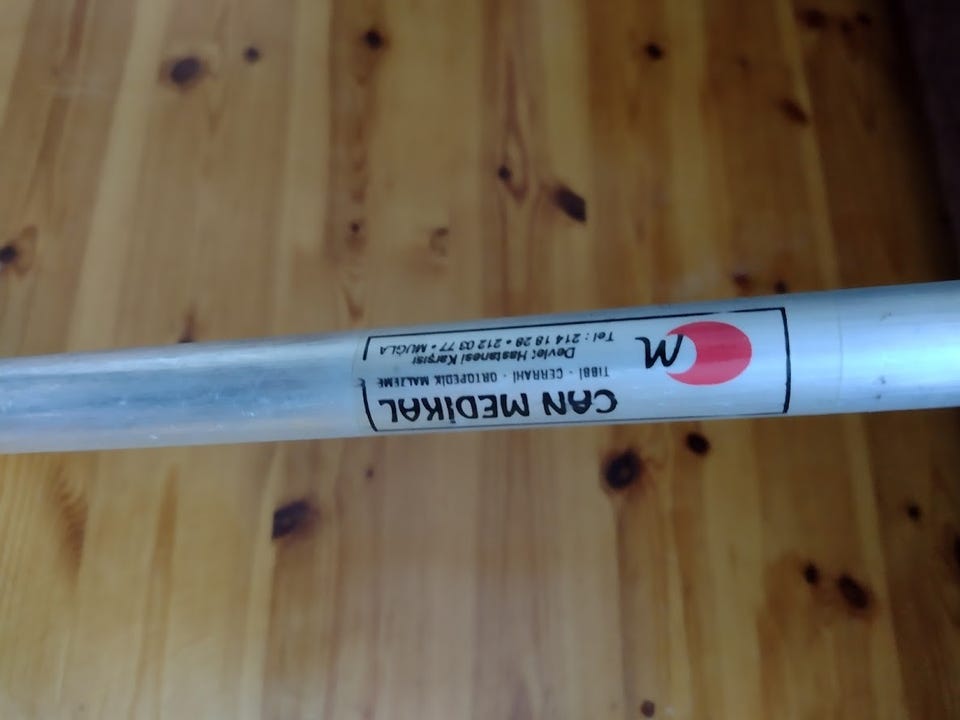 CAN MEDİKAL
TIBBİ - CERRAHİ - ORTOPEDİK MALZEME
Devlet Hastanesi Karşısı
Tel : 214 18 28 • 212 03 77 • MUĞLA
M